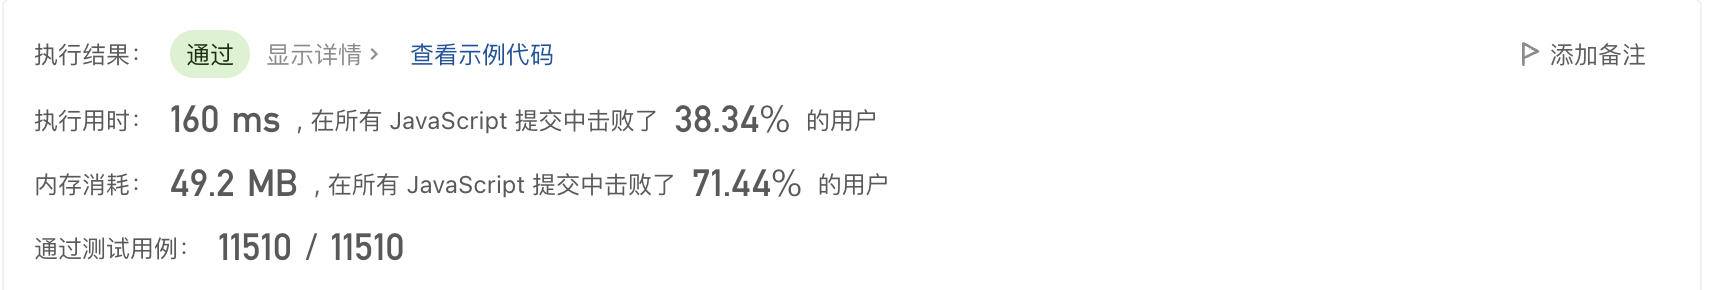 执行结果： 通过 显示详情 > 查看示例代码 添加备注
执行用时： 160 ms , 在所有 JavaScript 提交中击败了 38.34% 的用户
内存消耗： 49.2 MB , 在所有 JavaScript 提交中击败了 71.44% 的用户
通过测试用例： 11510 / 11510